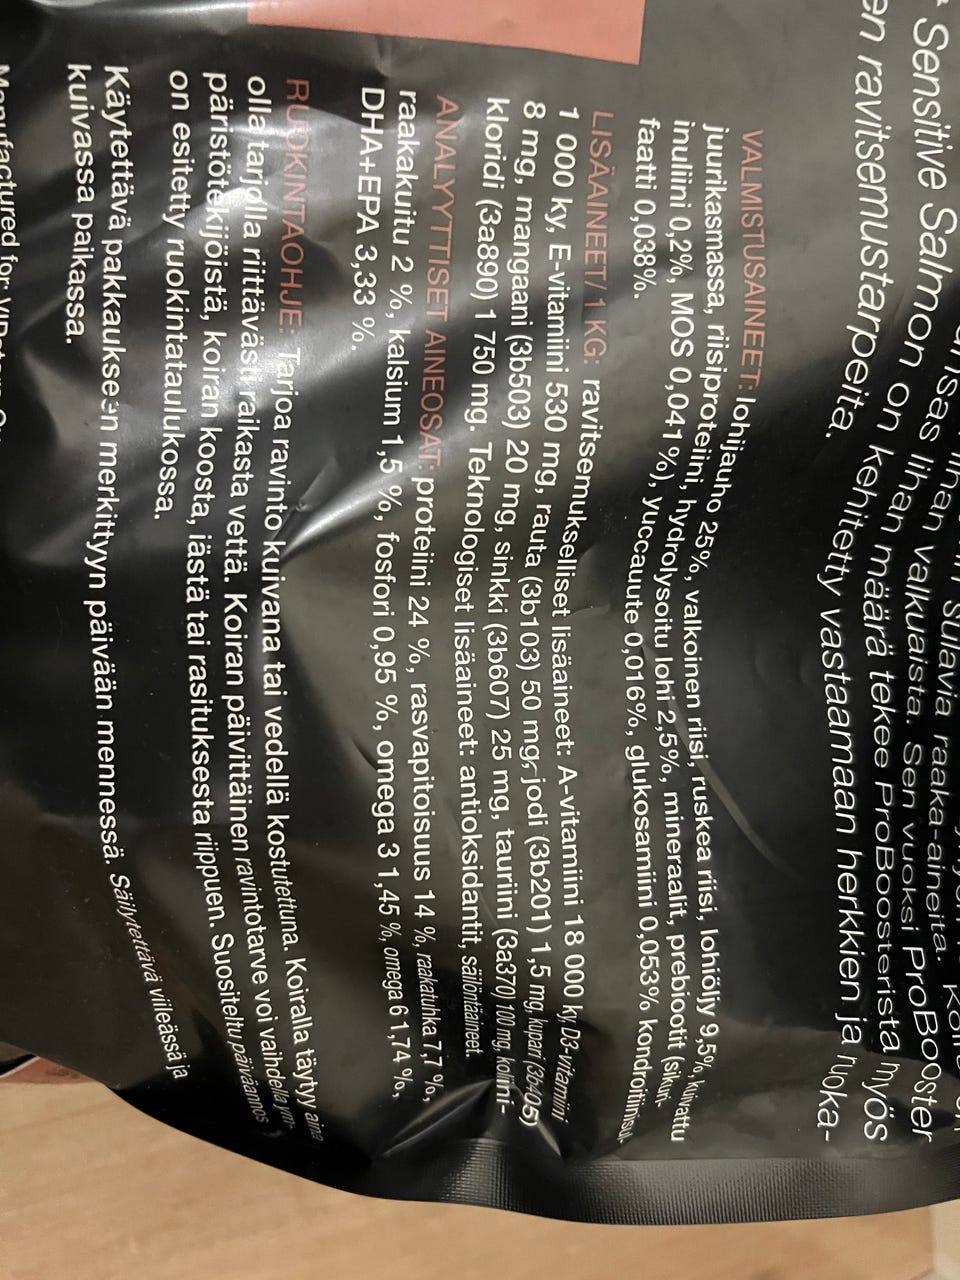 sulavia raaka-aineita.
runsas lihan valkuaista. Sen vuoksi ProBooster
* Sensitive Salmon on kehitetty vastaamaan herkkien ja ruoka-
VALMISTUSAINEET: lohijauho 25%, valkoinen riisi, ruskea riisi, lohiöljy 9,5%, kuivattu
juurikasmassa, riisiproteiini, hydrolysoitu lohi 2,5%, mineraalit, prebiootit (sikuri-
inuliini 0,2%, MOS 0,041 %), yuccauute 0,016%, glukosamiini 0,053% kondroitiinisul-
faatti 0,038%.
LISÄAINEET/ 1 KG: ravitsemukselliset lisäaineet: A-vitamiini 18 000 ky D3-vitamiini
1 000 ky, E-vitamiini 530 mg, rauta (3b103) 50 mg, jodi (3b201) 1,5 mg, kupari (3b405)
8 mg, mangaani (3b503) 20 mg, sinkki (3b607) 25 mg, tauriini (3a370) 100 mg, koliini-
kloridi (3a890) 1 750 mg. Teknologiset lisäaineet: antioksidantit, säilöntäaineet.
ANALYYTTISET AINEOSAT: proteiini 24 %, rasvapitoisuus 14 %, raakatuhka 7,7 %,
raakakuitu 2 %, kalsium 1,5 %, fosfori 0,95 %, omega 3 1,45 %, omega 6 1,74 %,
DHA+EPA 3,33 %.
RUOKINTAOHJE: Tarjoa ravinto kuivana tai vedellä kostutettuna. Koiralla täytyy aina
olla tarjolla riittävästi raikasta vettä. Koiran päivittäinen ravintotarve voi vaihdella ym-
päristötekijöistä, koiran koosta, iästä tai rasituksesta riippuen. Suositeltu päiväannos
on esitetty ruokintataulukossa.
Käytettävä pakkaukseen merkittyyn päivään mennessä. Säilytettävä viileässä ja
kuivassa paikassa.
Manufactured for: